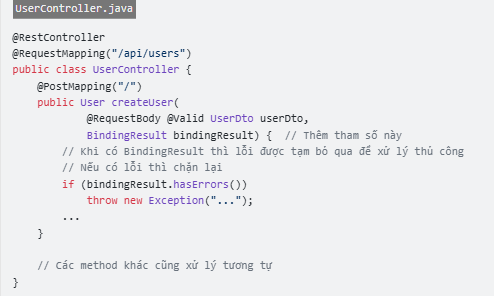 UserController.java
@RestController
@RequestMapping("/api/users")
public class UserController {
    @PostMapping("/")
    public User createUser(
            @RequestBody @Valid UserDto userDto,
            BindingResult bindingResult) {  // Thêm tham số này
        // Khi có BindingResult thì lỗi được tạm bỏ qua để xử lý thủ công
        // Nếu có lỗi thì chặn lại
        if (bindingResult.hasErrors())
            throw new Exception("...");
        ...
    }
    // Các method khác cũng xử lý tương tự
}